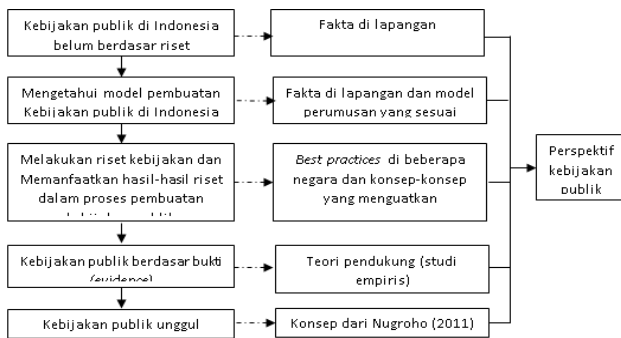 Kebijakan publik di Indonesia
belum berdasar riset
Fakta di lapangan
Mengetahui model pembuatan
Kebijakan publik di Indonesia
Fakta di lapangan dan model
perumusan yang sesuai
Melakukan riset kebijakan dan
Memanfaatkan hasil-hasil riset
dalam proses pembuatan
Best practices di beberapa
negara dan konsep-konsep
yang menguatkan
Perspektif
kebijakan
publik
Kebijakan publik berdasar bukti
(evidence)
Teori pendukung (studi
empiris)
Kebijakan publik unggul
Konsep dari Nugroho (2011)